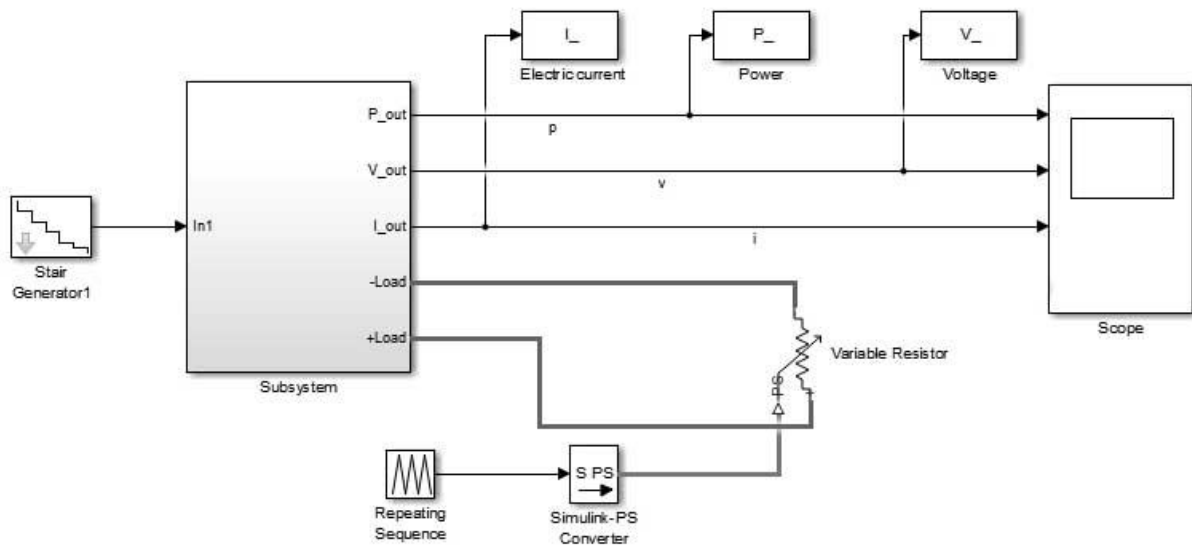 I_
P_
V_
Electric current
Power
Voltage
P_out
p
V_out
v
In1
I_out
i
Stair
Generator1
-Load
+Load
Scope
Variable Resistor
PS
+
Subsystem
S PS
Repeating
Sequence
Simulink-PS
Converter